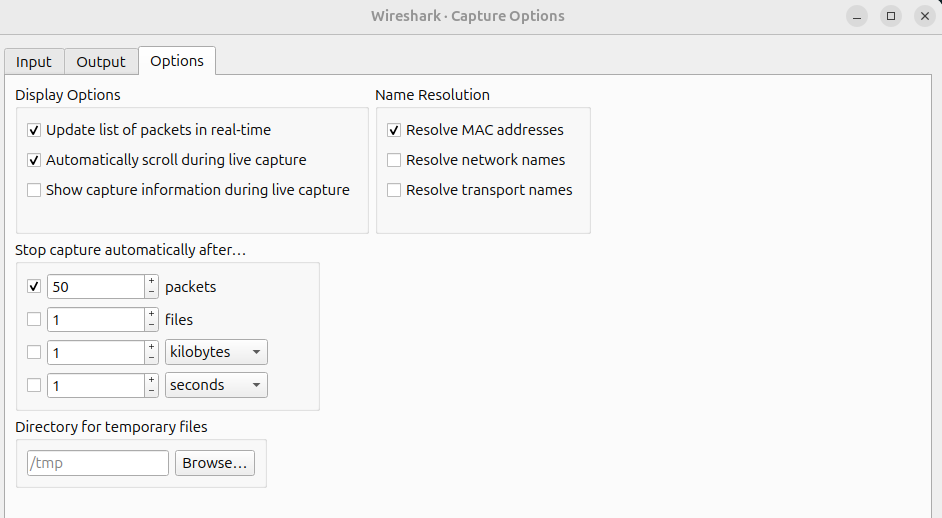 Wireshark · Capture Options
Input Output Options
Display Options
Update list of packets in real-time
Automatically scroll during live capture
Show capture information during live capture
Name Resolution
Resolve MAC addresses
Resolve network names
Resolve transport names
Stop capture automatically after…
50 packets
1 files
1 kilobytes
1 seconds
Directory for temporary files
/tmp Browse…